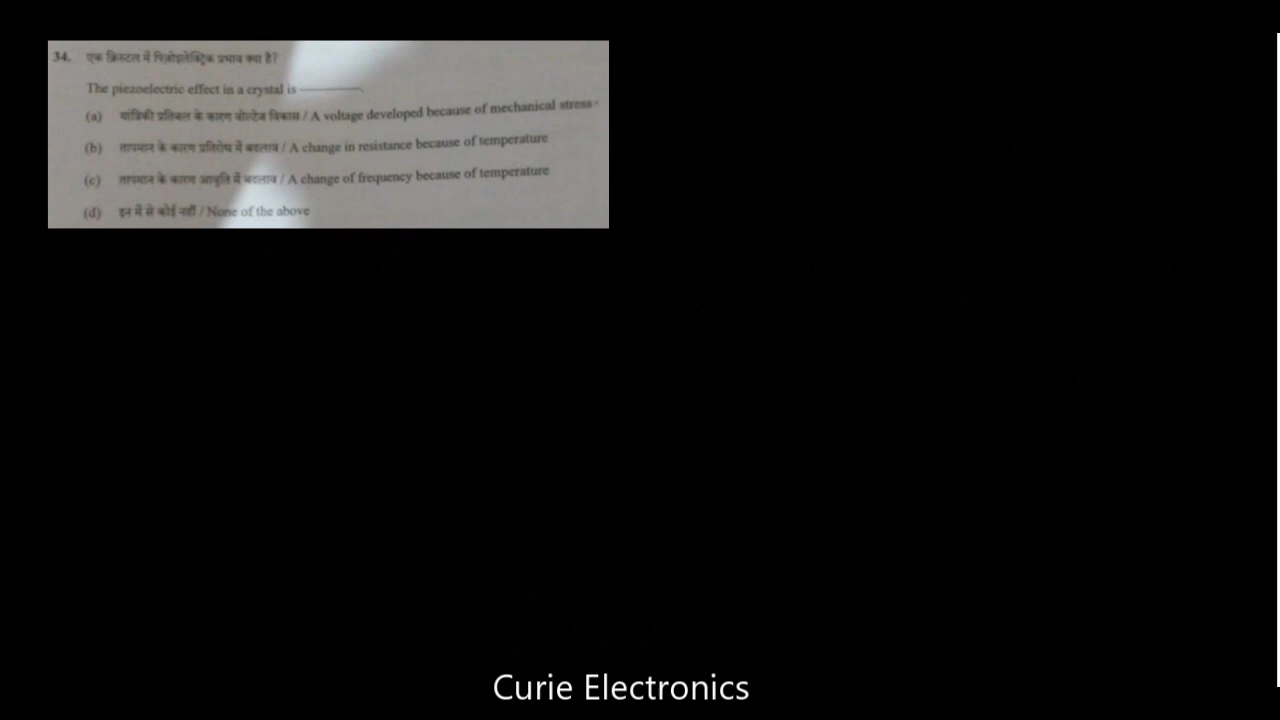 34. एक क्रिस्टल में पिज़ोइलेक्ट्रिक प्रभाव क्या है?
The piezoelectric effect in a crystal is ————.
(a) यांत्रिकी प्रतिबल के कारण वोल्टेज विकास / A voltage developed because of mechanical stress
(b) तापमान के कारण प्रतिरोध में बदलाव / A change in resistance because of temperature
(c) तापमान के कारण आवृति में बदलाव / A change of frequency because of temperature
(d) इन में से कोई नहीं / None of the above
Curie Electronics